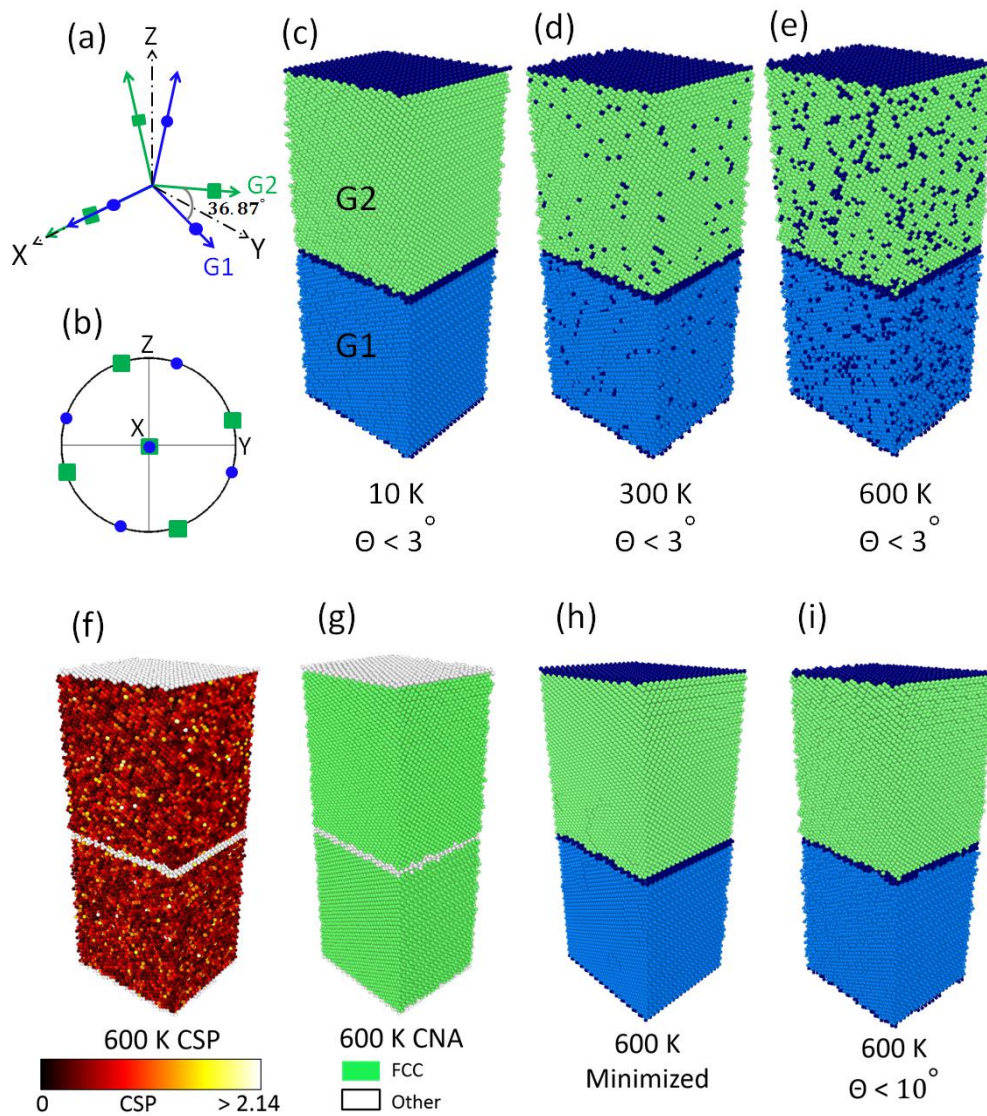 (a)
Z
G2
36.87°
X
Y
G1
(b)
Z
X
Y
(c)
G2
G1
10 K
Θ < 3°
(d)
300 K
Θ < 3°
(e)
600 K
Θ < 3°
(f)
600 K CSP
0 CSP > 2.14
(g)
600 K CNA
FCC
Other
(h)
600 K
Minimized
(i)
600 K
Θ < 10°